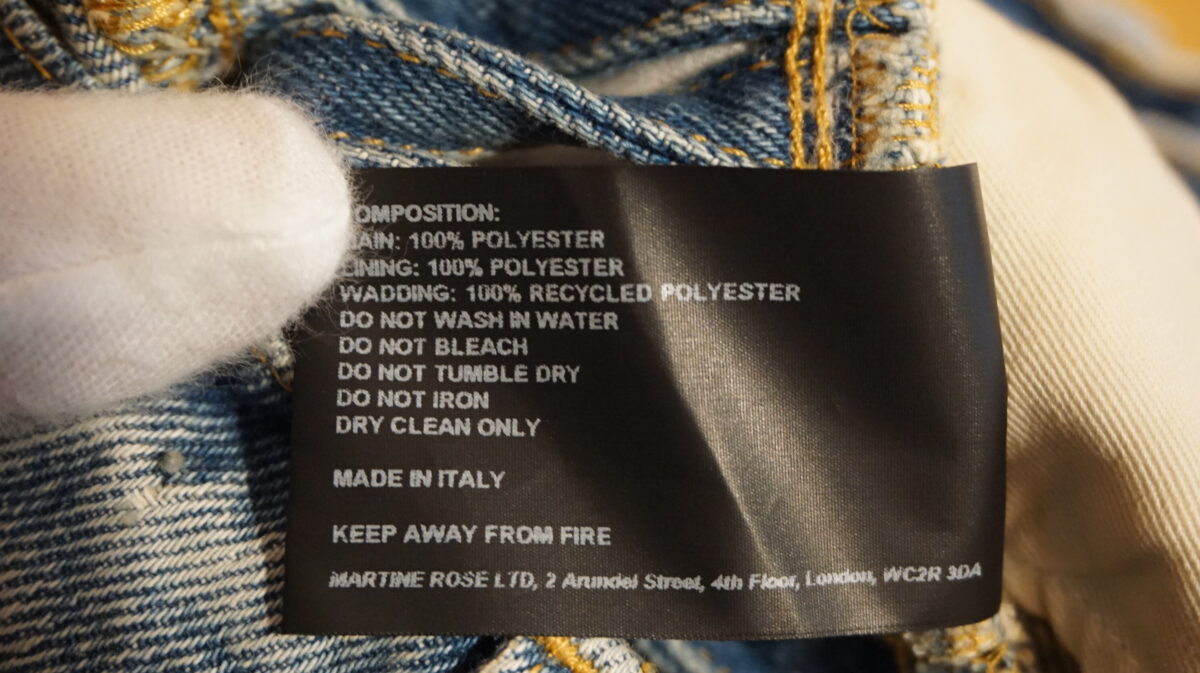 OMPOSITION:
AIN: 100% POLYESTER
LINING: 100% POLYESTER
WADDING: 100% RECYCLED POLYESTER
DO NOT WASH IN WATER
DO NOT BLEACH
DO NOT TUMBLE DRY
DO NOT IRON
DRY CLEAN ONLY
MADE IN ITALY
KEEP AWAY FROM FIRE
MARTINE ROSE LTD, 2 Arundel Street, 4th Floor, London, WC2R 3DA